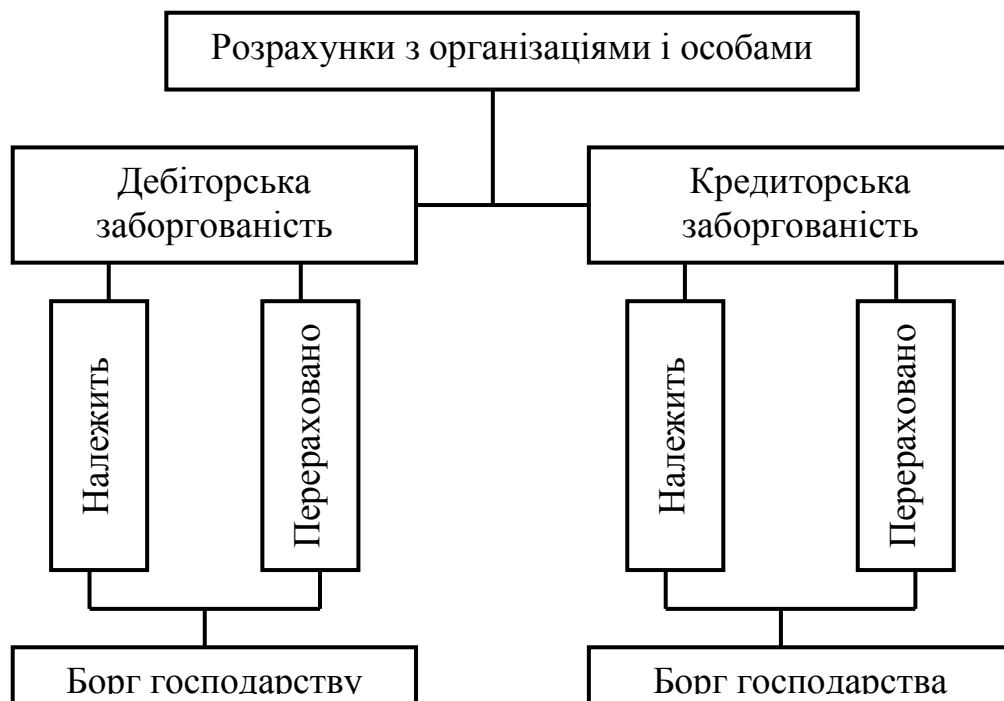 Розрахунки з організаціями і особами
Дебіторська
заборгованість
Кредиторська
заборгованість
Належить
Перераховано
Належить
Перераховано
Борг господарству
Борг господарства